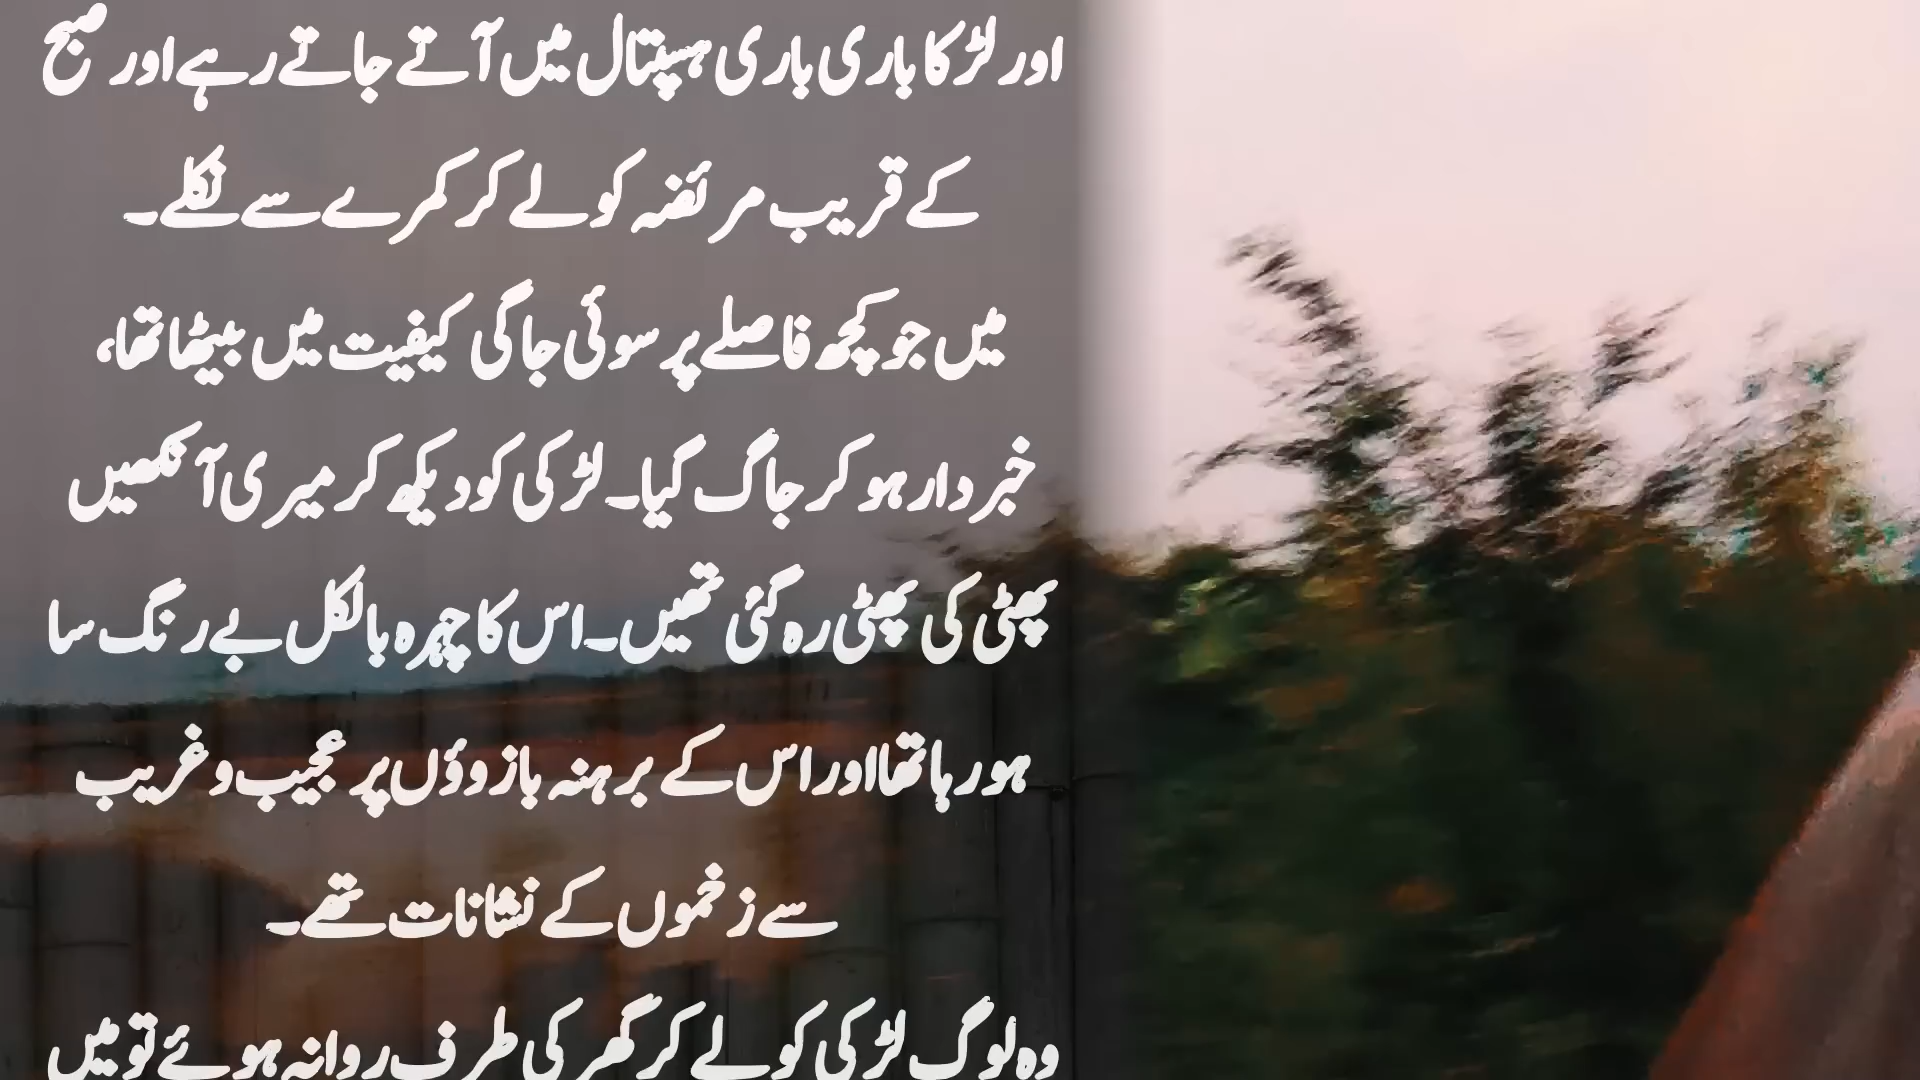 اور لڑکا باری باری ہسپتال میں آتے جاتے رہے اور صبح
کے قریب مریضہ کو لے کر کمرے سے نکلے۔
میں جو کچھ فاصلے پر سوئی جاگی کیفیت میں بیٹھا تھا،
خبردار ہو کر جاگ گیا۔ لڑکی کو دیکھ کر میری آنکھیں
پھٹی کی پھٹی رہ گئی تھیں۔ اس کا چہرہ بالکل بے رنگ سا
ہو رہا تھا اور اس کے برہنہ بازوؤں پر عجیب و غریب
سے زخموں کے نشانات تھے۔
وہ لوگ لڑکی کو لے کر گھر کی طرف روانہ ہوئے تو میں